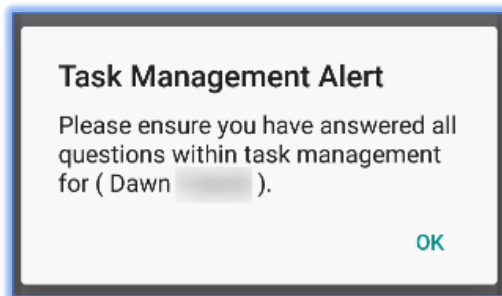 Task Management Alert
Please ensure you have answered all
questions within task management
for ( Dawn ).
OK